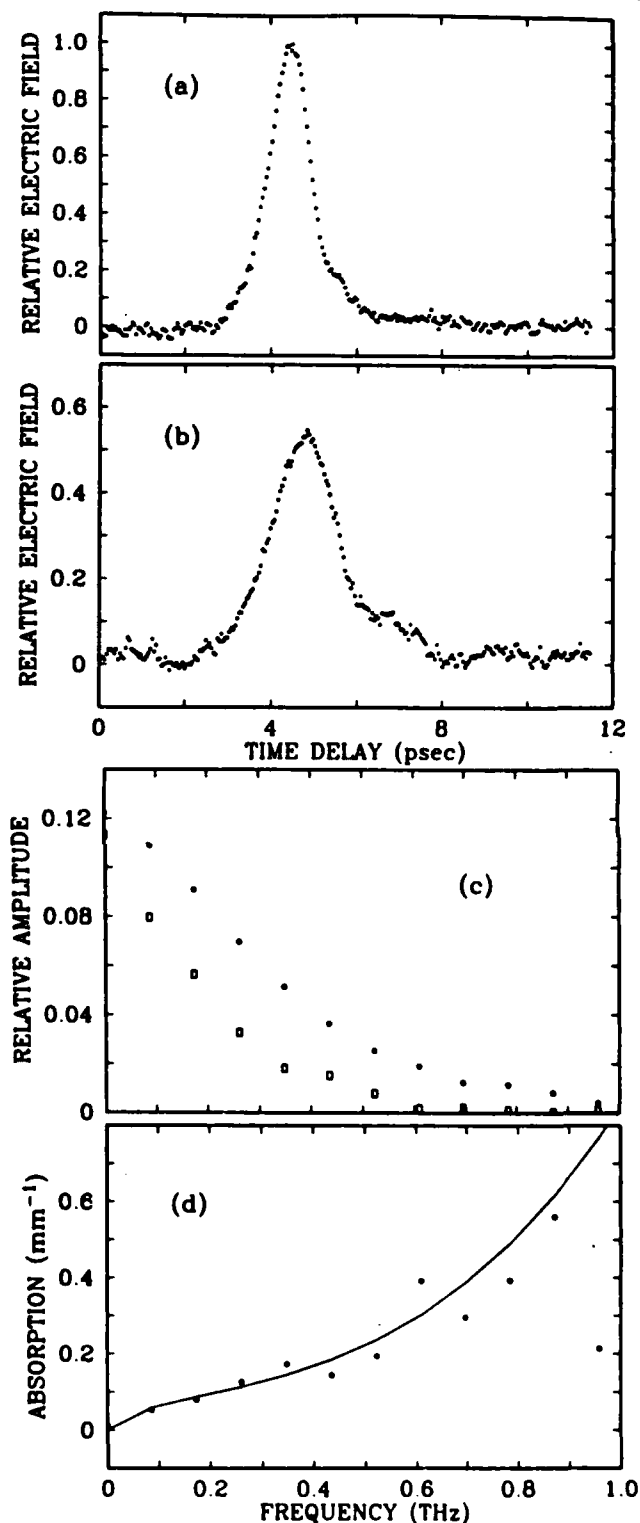 RELATIVE ELECTRIC FIELD
1.0
0.8
0.6
0.4
0.2
0
(a)
RELATIVE ELECTRIC FIELD
0.6
0.4
0.2
0
(b)
0 4 8 12
TIME DELAY (psec)
RELATIVE AMPLITUDE
0.12
0.08
0.04
0
(c)
ABSORPTION (mm⁻¹)
0.6
0.4
0.2
0
(d)
0 0.2 0.4 0.6 0.8 1.0
FREQUENCY (THz)